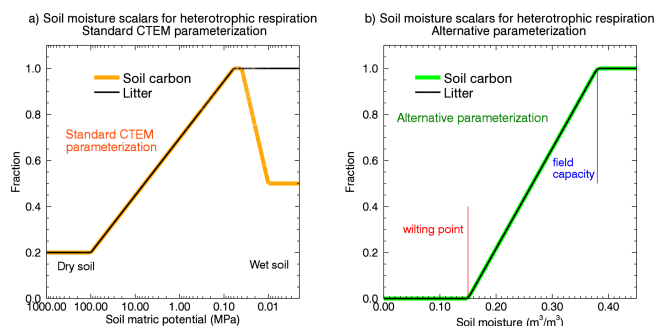 a) Soil moisture scalars for heterotrophic respiration
Standard CTEM parameterization
1.0
0.8
0.6
0.4
0.2
0.0
Fraction
Soil carbon
Litter
Standard CTEM
parameterization
Dry soil
Wet soil
1000.00 100.00 10.00 1.00 0.10 0.01
Soil matric potential (MPa)
b) Soil moisture scalars for heterotrophic respiration
Alternative parameterization
1.0
0.8
0.6
0.4
0.2
0.0
Fraction
Soil carbon
Litter
Alternative parameterization
field
capacity
wilting point
0.00 0.10 0.20 0.30 0.40
Soil moisture (m³/m³)